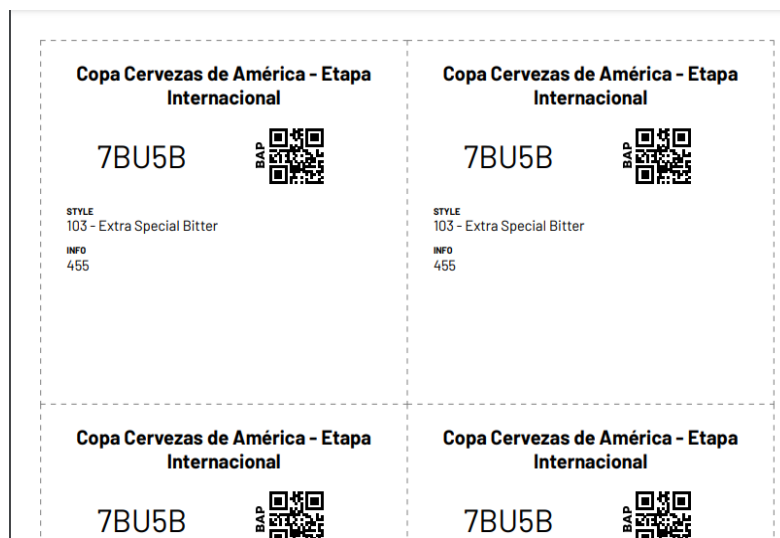 Copa Cervezas de América - Etapa
Internacional
7BU5B
BAP
STYLE
103 - Extra Special Bitter
INFO
455
Copa Cervezas de América - Etapa
Internacional
7BU5B
BAP
STYLE
103 - Extra Special Bitter
INFO
455
Copa Cervezas de América - Etapa
Internacional
7BU5B
BAP
Copa Cervezas de América - Etapa
Internacional
7BU5B
BAP